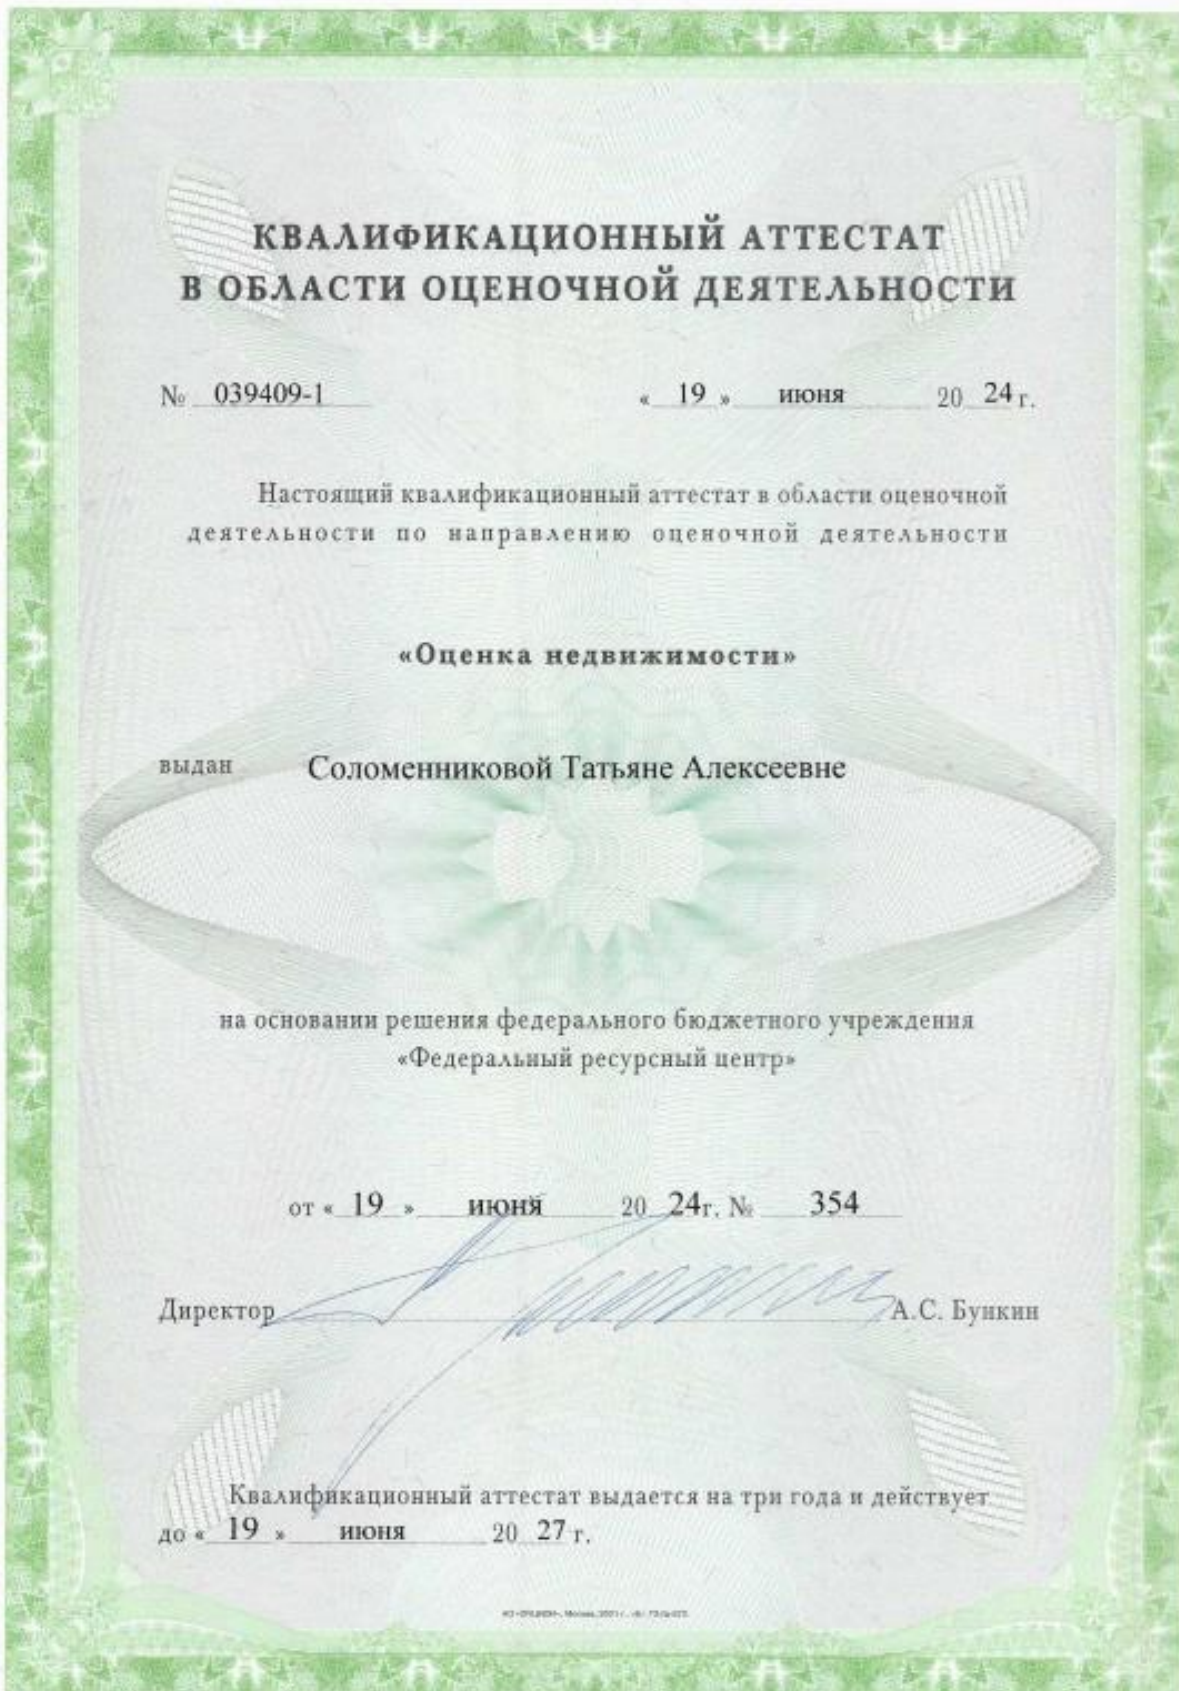 КВАЛИФИКАЦИОННЫЙ АТТЕСТАТ
В ОБЛАСТИ ОЦЕНОЧНОЙ ДЕЯТЕЛЬНОСТИ
№ 039409-1 « 19 » июня 20 24 г.
Настоящий квалификационный аттестат в области оценочной
деятельности по направлению оценочной деятельности
«Оценка недвижимости»
выдан Соломенниковой Татьяне Алексеевне
на основании решения федерального бюджетного учреждения
«Федеральный ресурсный центр»
от « 19 » июня 20 24г. № 354
Директор А.С. Бункин
Квалификационный аттестат выдается на три года и действует
до « 19 » июня 20 27 г.